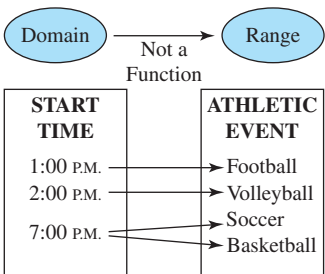 Domain
Range
Not a
Function
START
TIME
1:00 P.M.
2:00 P.M.
7:00 P.M.
ATHLETIC
EVENT
Football
Volleyball
Soccer
Basketball